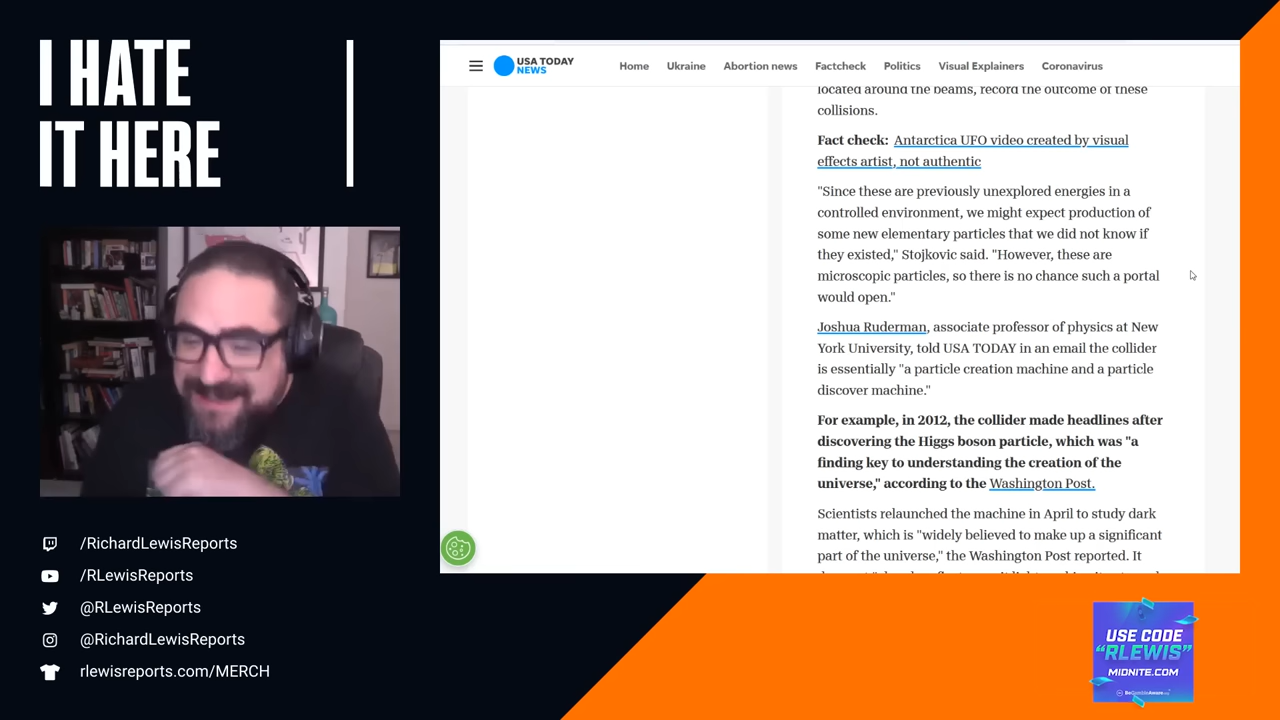 I HATE
IT HERE
/RichardLewisReports
/RLewisReports
@RLewisReports
@RichardLewisReports
rlewisreports.com/MERCH
USA TODAY
NEWS
Home
Ukraine
Abortion news
Factcheck
Politics
Visual Explainers
Coronavirus
located around the beams, record the outcome of these
collisions.
Fact check: Antarctica UFO video created by visual
effects artist, not authentic
"Since these are previously unexplored energies in a
controlled environment, we might expect production of
some new elementary particles that we did not know if
they existed," Stojkovic said. "However, these are
microscopic particles, so there is no chance such a portal
would open."
Joshua Ruderman, associate professor of physics at New
York University, told USA TODAY in an email the collider
is essentially "a particle creation machine and a particle
discover machine."
For example, in 2012, the collider made headlines after
discovering the Higgs boson particle, which was "a
finding key to understanding the creation of the
universe," according to the Washington Post.
Scientists relaunched the machine in April to study dark
matter, which is "widely believed to make up a significant
part of the universe," the Washington Post reported. It
USE CODE
"RLEWIS"
MIDNITE.COM